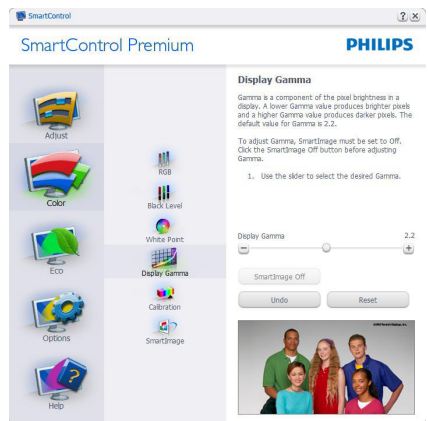 SmartControl
SmartControl Premium
PHILIPS
Adjust
Color
Eco
Options
Help
RGB
Black Level
White Point
Display Gamma
Calibration
SmartImage
Display Gamma
Gamma is a component of the pixel brightness in a
display. A lower Gamma value produces brighter pixels
and a higher Gamma value produces darker pixels. The
default value for Gamma is 2.2.
To adjust Gamma, SmartImage must be set to Off.
Click the SmartImage Off button before adjusting
Gamma.
1. Use the slider to select the desired Gamma.
Display Gamma 2.2
SmartImage Off
Undo Reset